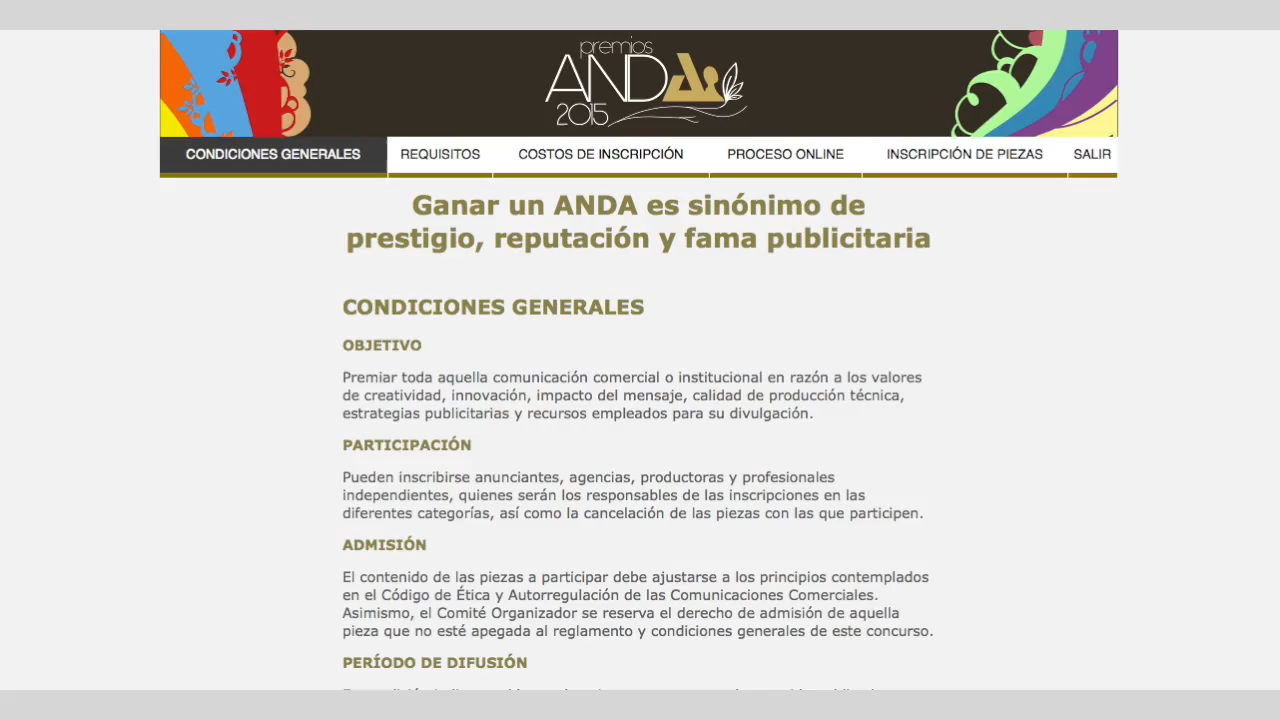 premios
ANDA
2015
CONDICIONES GENERALES
REQUISITOS
COSTOS DE INSCRIPCIÓN
PROCESO ONLINE
INSCRIPCIÓN DE PIEZAS
SALIR
Ganar un ANDA es sinónimo de
prestigio, reputación y fama publicitaria
CONDICIONES GENERALES
OBJETIVO
Premiar toda aquella comunicación comercial o institucional en razón a los valores
de creatividad, innovación, impacto del mensaje, calidad de producción técnica,
estrategias publicitarias y recursos empleados para su divulgación.
PARTICIPACIÓN
Pueden inscribirse anunciantes, agencias, productoras y profesionales
independientes, quienes serán los responsables de las inscripciones en las
diferentes categorías, así como la cancelación de las piezas con las que participen.
ADMISIÓN
El contenido de las piezas a participar debe ajustarse a los principios contemplados
en el Código de Ética y Autorregulación de las Comunicaciones Comerciales.
Asimismo, el Comité Organizador se reserva el derecho de admisión de aquella
pieza que no esté apegada al reglamento y condiciones generales de este concurso.
PERÍODO DE DIFUSIÓN